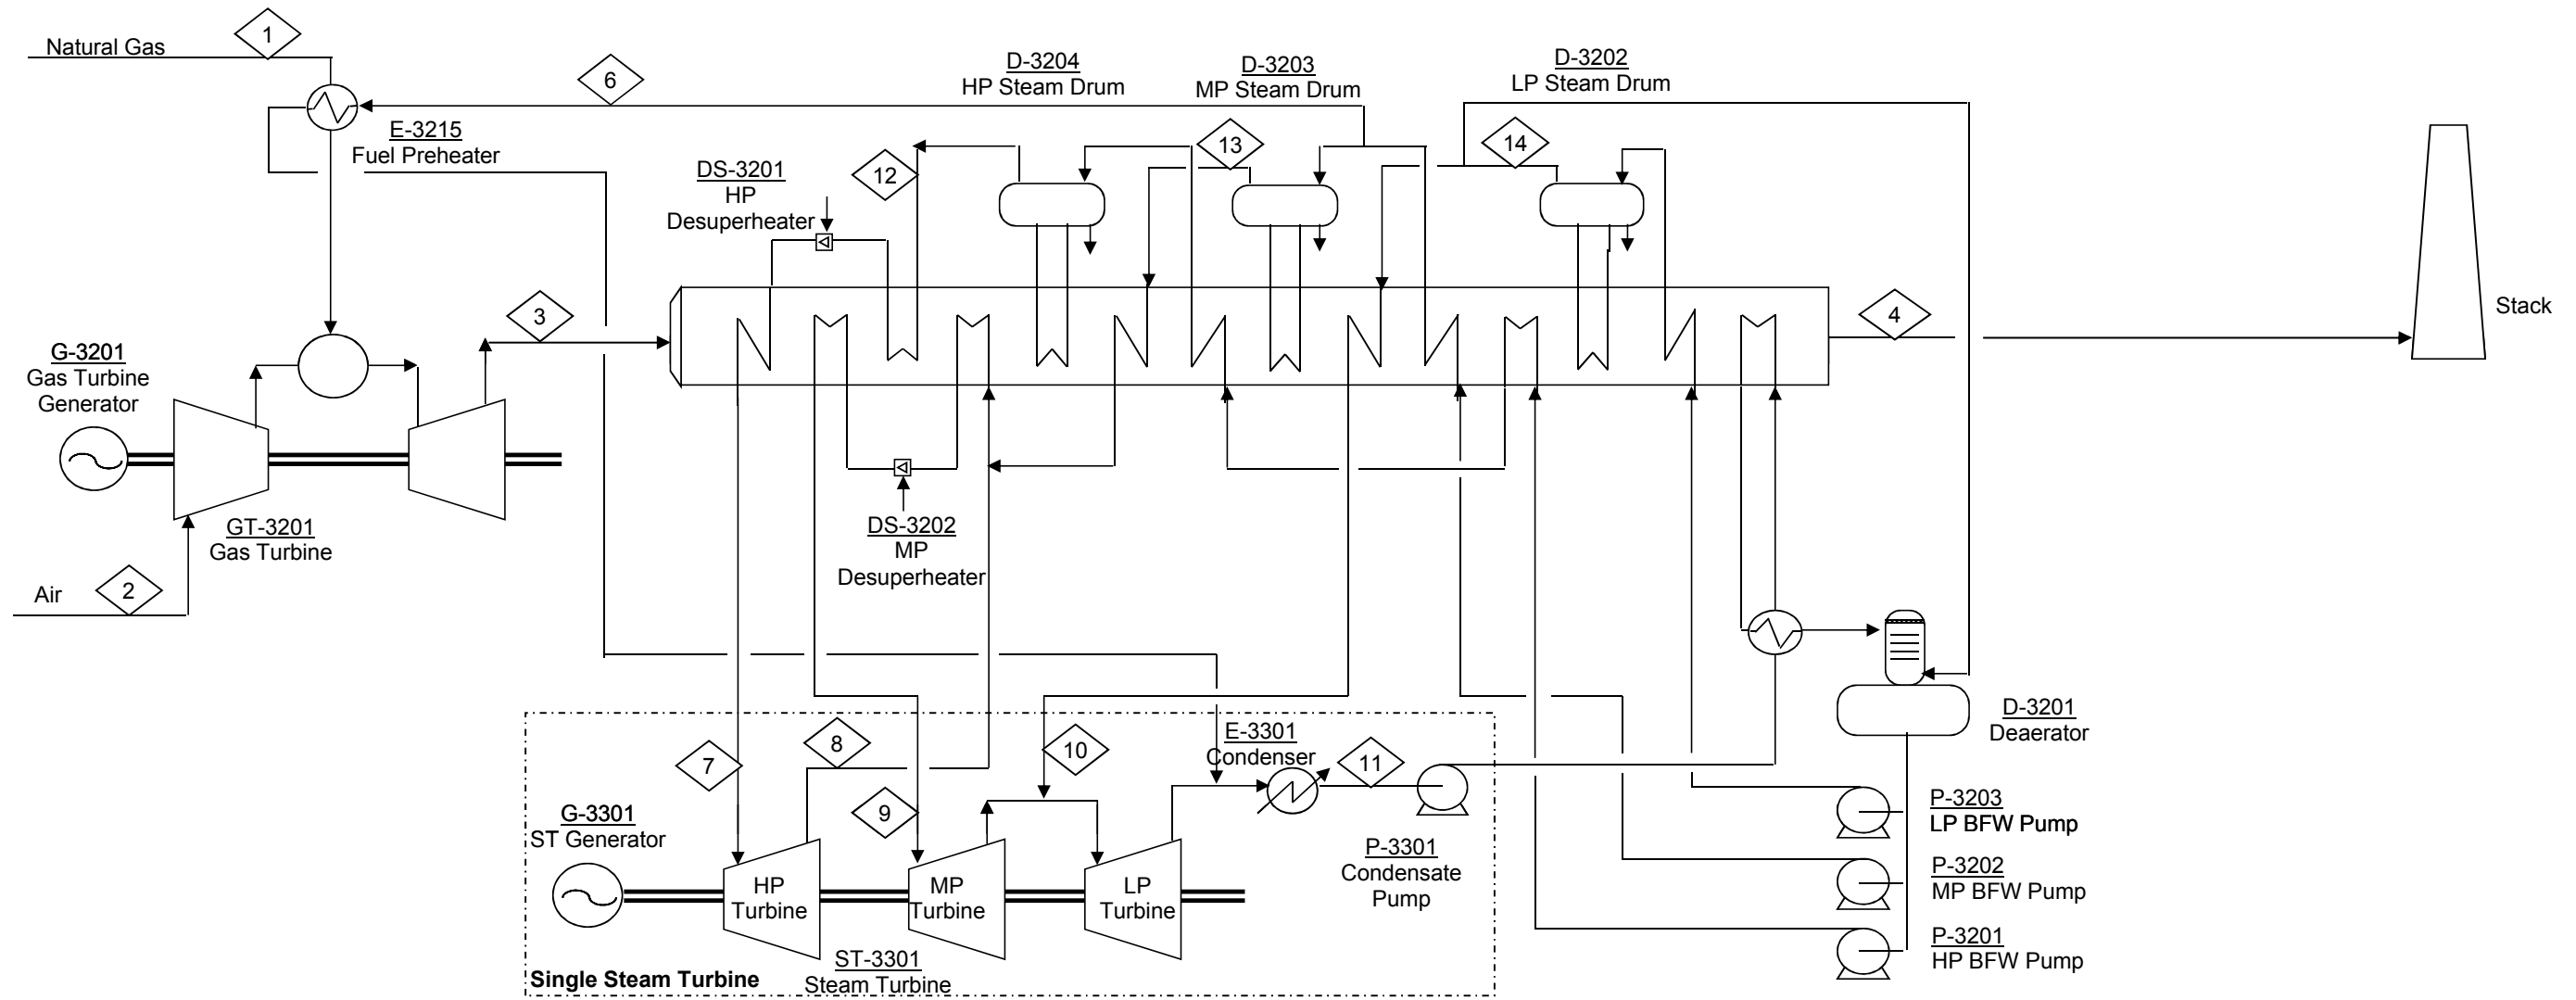 1
Natural Gas
6
D-3204
HP Steam Drum
D-3203
MP Steam Drum
D-3202
LP Steam Drum
E-3215
Fuel Preheater
DS-3201
HP
Desuperheater
12
13
14
3
4
Stack
G-3201
Gas Turbine
Generator
GT-3201
Gas Turbine
DS-3202
MP
Desuperheater
Air
2
D-3201
Deaerator
7
8
10
E-3301
Condenser
11
9
G-3301
ST Generator
P-3301
Condensate
Pump
P-3203
LP BFW Pump
P-3202
MP BFW Pump
P-3201
HP BFW Pump
HP
Turbine
MP
Turbine
LP
Turbine
ST-3301
Steam Turbine
Single Steam Turbine